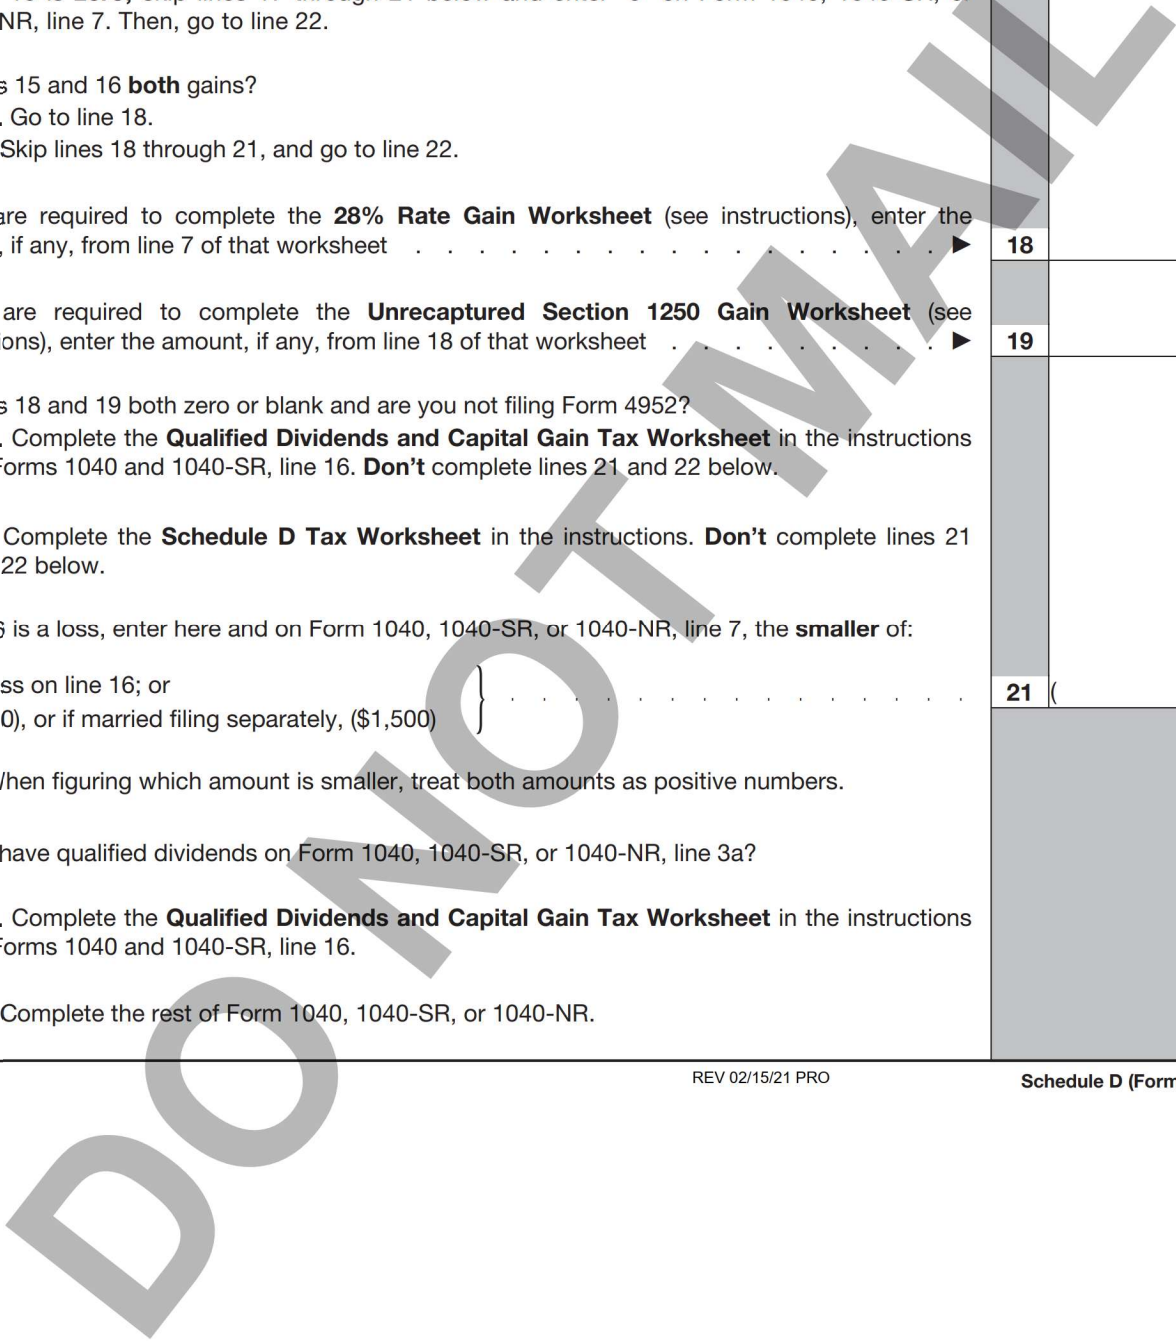 NR, line 7. Then, go to line 22.
15 and 16 both gains?
. Go to line 18.
Skip lines 18 through 21, and go to line 22.
are required to complete the 28% Rate Gain Worksheet (see instructions), enter the
, if any, from line 7 of that worksheet . . . . . . . . . . . . . . . . . ▶ 18
are required to complete the Unrecaptured Section 1250 Gain Worksheet (see
ions), enter the amount, if any, from line 18 of that worksheet . . . . . . . . . ▶ 19
18 and 19 both zero or blank and are you not filing Form 4952?
. Complete the Qualified Dividends and Capital Gain Tax Worksheet in the instructions
Forms 1040 and 1040-SR, line 16. Don't complete lines 21 and 22 below.
Complete the Schedule D Tax Worksheet in the instructions. Don't complete lines 21
22 below.
is a loss, enter here and on Form 1040, 1040-SR, or 1040-NR, line 7, the smaller of:
ss on line 16; or
0), or if married filing separately, ($1,500) } . . . . . . . . . . . . . . . 21 (
When figuring which amount is smaller, treat both amounts as positive numbers.
have qualified dividends on Form 1040, 1040-SR, or 1040-NR, line 3a?
. Complete the Qualified Dividends and Capital Gain Tax Worksheet in the instructions
Forms 1040 and 1040-SR, line 16.
Complete the rest of Form 1040, 1040-SR, or 1040-NR.
REV 02/15/21 PRO
Schedule D (Form
DO NOT MAIL